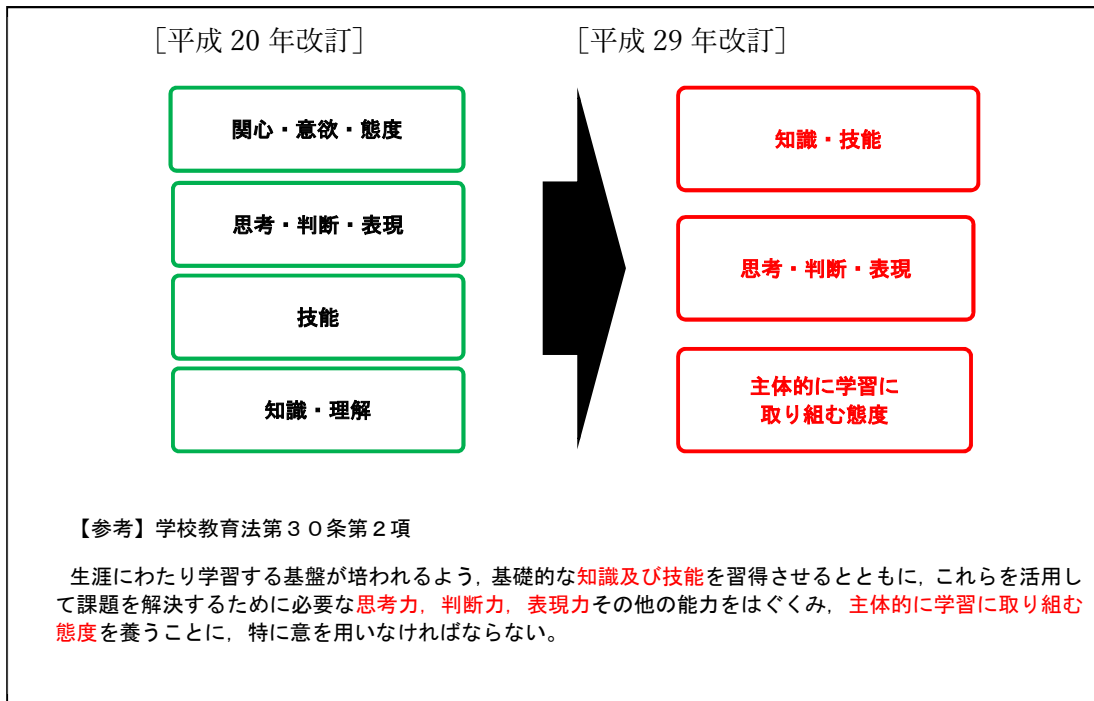 ［平成 20 年改訂］
［平成 29 年改訂］
関心・意欲・態度
思考・判断・表現
技能
知識・理解
知識・技能
思考・判断・表現
主体的に学習に
取り組む態度
【参考】学校教育法第３０条第２項
生涯にわたり学習する基盤が培われるよう，基礎的な知識及び技能を習得させるとともに，これらを活用し
て課題を解決するために必要な思考力，判断力，表現力その他の能力をはぐくみ，主体的に学習に取り組む
態度を養うことに，特に意を用いなければならない。